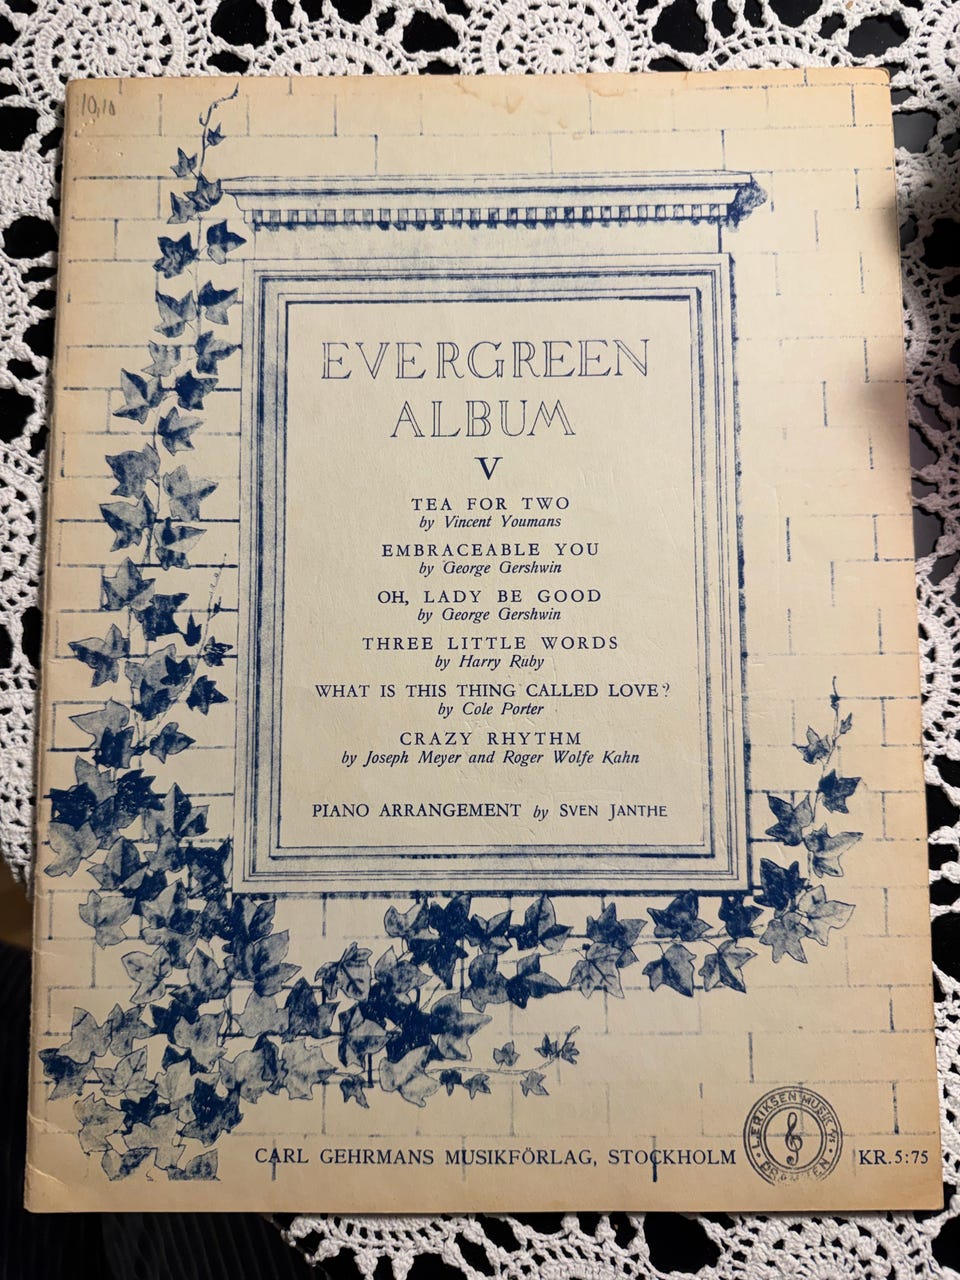 10,10
EVERGREEN
ALBUM
V
TEA FOR TWO
by Vincent Youmans
EMBRACEABLE YOU
by George Gershwin
OH, LADY BE GOOD
by George Gershwin
THREE LITTLE WORDS
by Harry Ruby
WHAT IS THIS THING CALLED LOVE?
by Cole Porter
CRAZY RHYTHM
by Joseph Meyer and Roger Wolfe Kahn
PIANO ARRANGEMENT by SVEN JANTHE
CARL GEHRMANS MUSIKFÖRLAG, STOCKHOLM
MUSIK
KR. 5:75